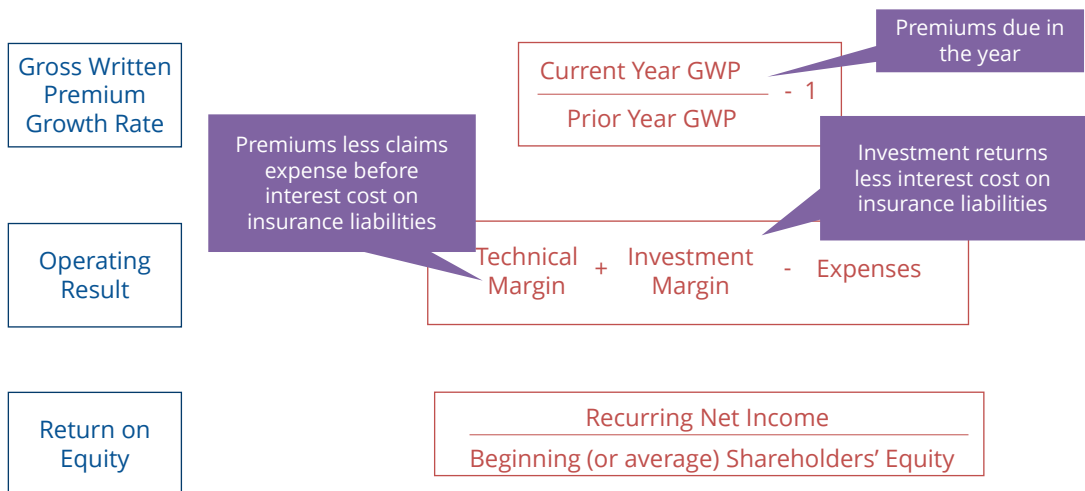 Gross Written
Premium
Growth Rate
Current Year GWP
Prior Year GWP
- 1
Premiums due in
the year
Premiums less claims
expense before
interest cost on
insurance liabilities
Investment returns
less interest cost on
insurance liabilities
Operating
Result
Technical
Margin
+
Investment
Margin
-
Expenses
Return on
Equity
Recurring Net Income
Beginning (or average) Shareholders’ Equity